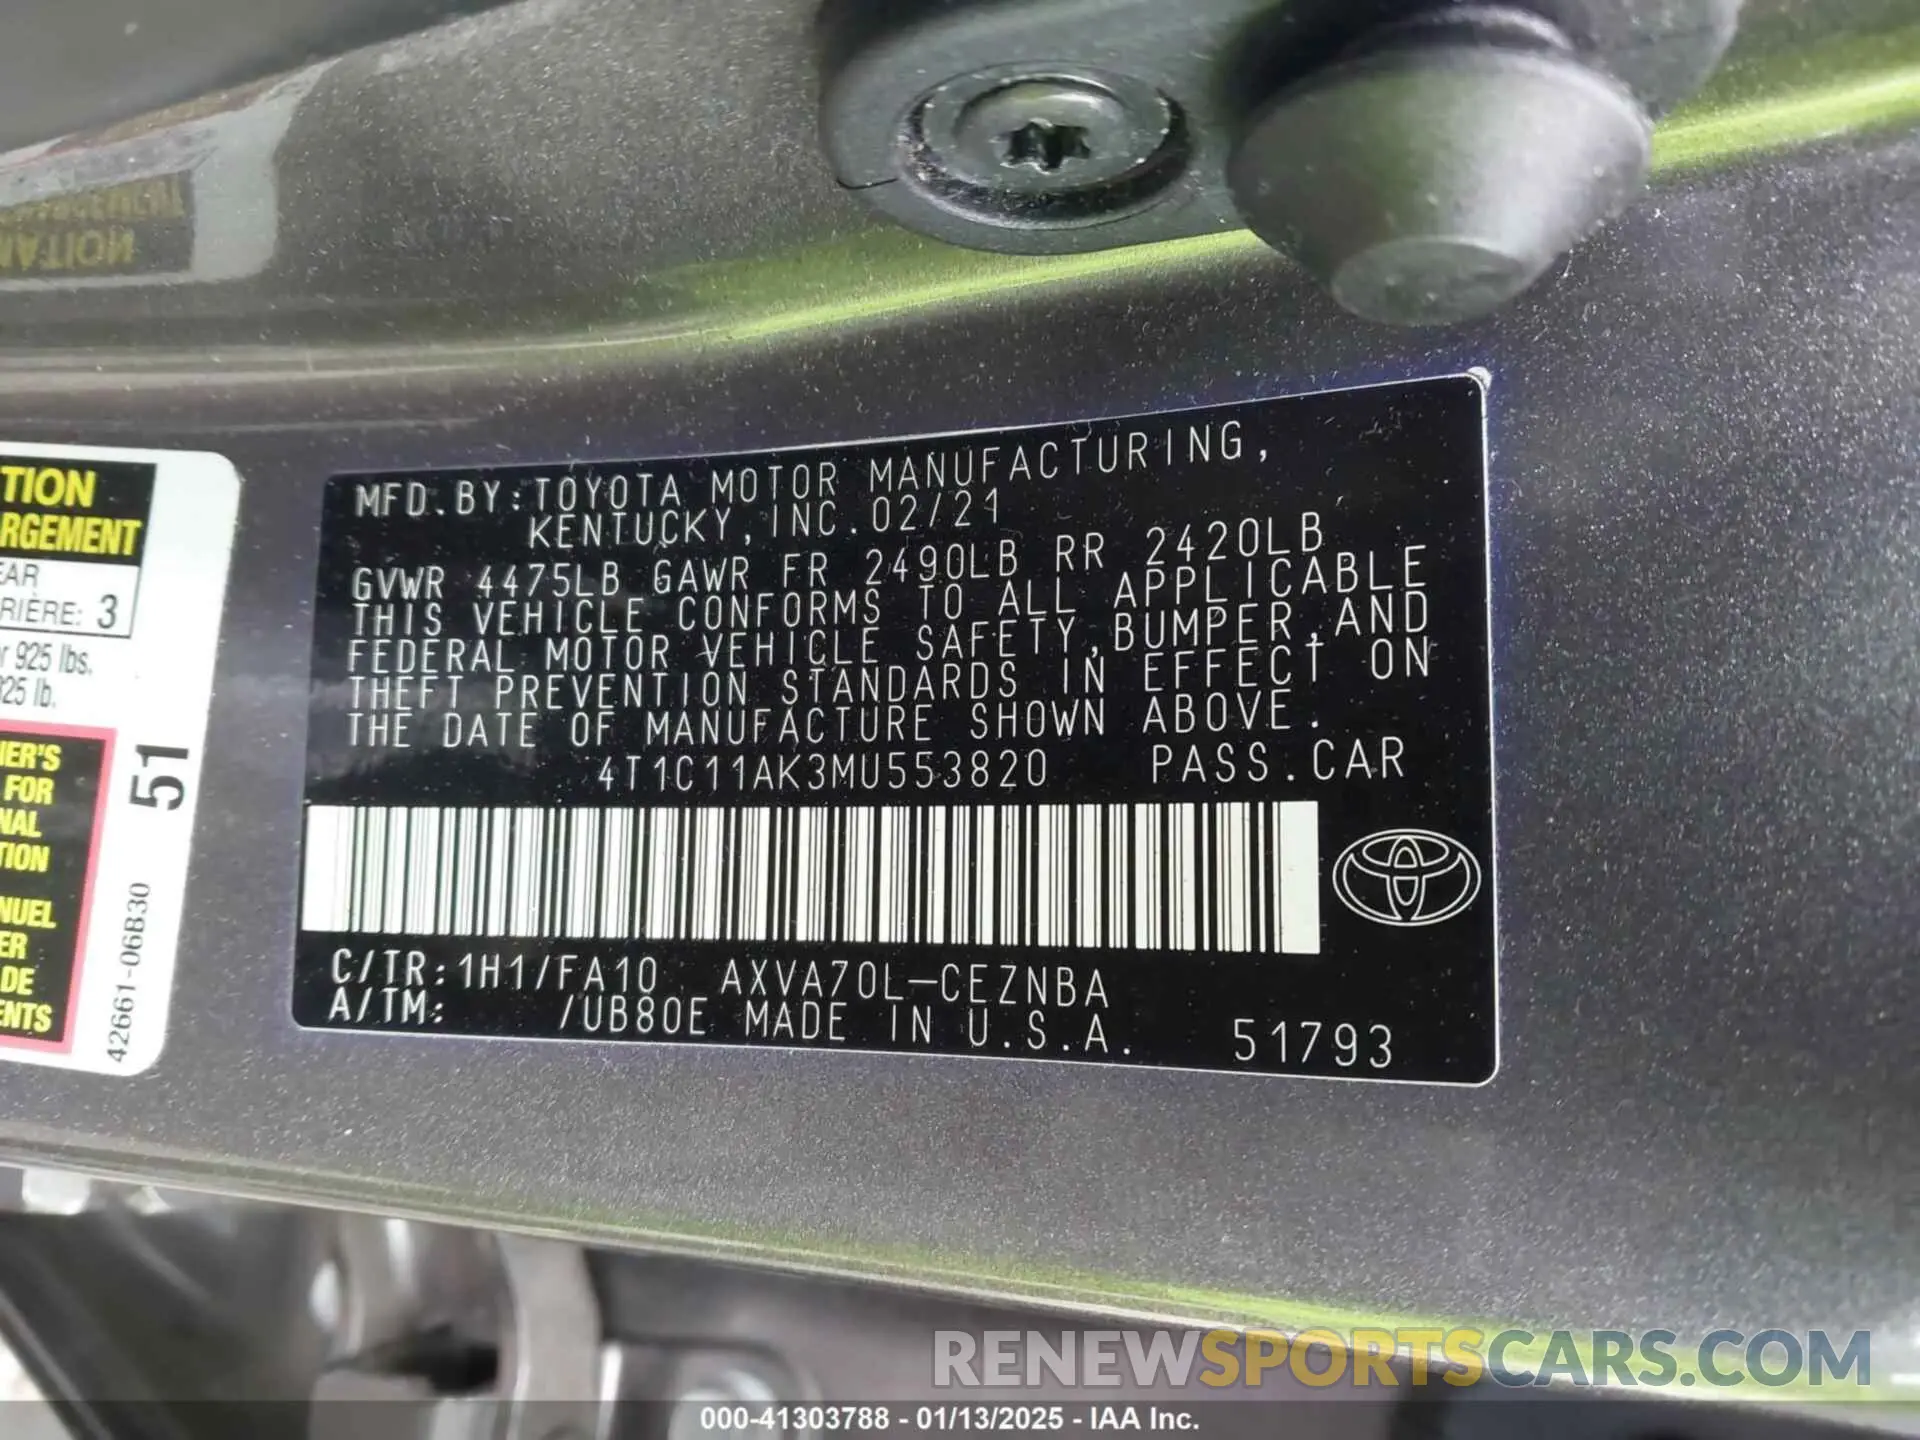 TION
RGEMENT
EAR
RIÈRE: 3
r 925 lbs.
925 lb.
IER'S
FOR
NAL
TION
NUEL
ER
DE
ENTS
51
42661-06B30
MFD.BY:TOYOTA MOTOR MANUFACTURING,
KENTUCKY,INC.02/21
GVWR 4475LB GAWR FR 2490LB RR 2420LB
THIS VEHICLE CONFORMS TO ALL APPLICABLE
FEDERAL MOTOR VEHICLE SAFETY,BUMPER,AND
THEFT PREVENTION STANDARDS IN EFFECT ON
THE DATE OF MANUFACTURE SHOWN ABOVE.
4T1C11AK3MU553820 PASS.CAR
C/TR:1H1/FA10 AXVA70L-CEZNBA
A/TM: /UB80E MADE IN U.S.A. 51793
RENEWSPORTSCARS.COM
000-41303788 - 01/13/2025 - IAA Inc.